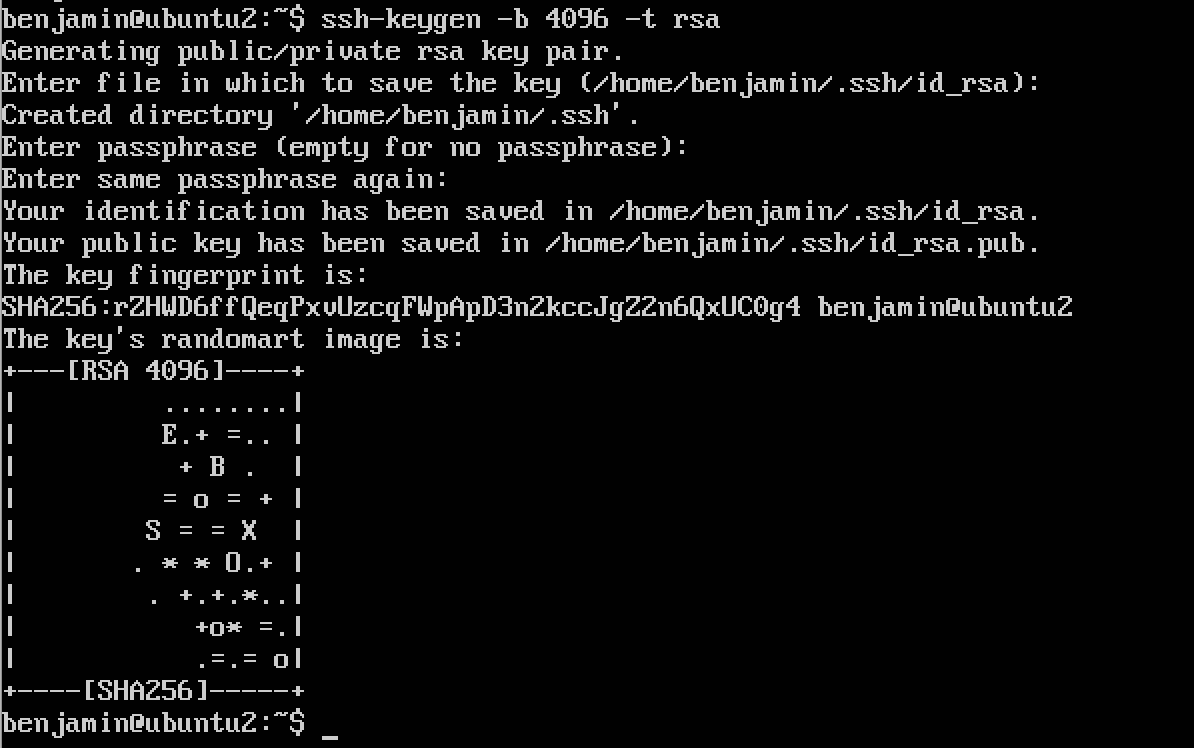 benjamin@ubuntu2:~$ ssh-keygen -b 4096 -t rsa
Generating public/private rsa key pair.
Enter file in which to save the key (/home/benjamin/.ssh/id_rsa):
Created directory '/home/benjamin/.ssh'.
Enter passphrase (empty for no passphrase):
Enter same passphrase again:
Your identification has been saved in /home/benjamin/.ssh/id_rsa.
Your public key has been saved in /home/benjamin/.ssh/id_rsa.pub.
The key fingerprint is:
SHA256:rZHWD6ffQeqPxvUzcqFWpApD3n2kccJgZ2n6QxUC0g4 benjamin@ubuntu2
The key's randomart image is:
+---[RSA 4096]----+
|         ........|
|         E.+ =.. |
|          + B .  |
|         = o = + |
|        S = = X  |
|       . * * O.+ |
|        . +.+.*..|
|           +o* =.|
|           .=.= o|
+----[SHA256]-----+
benjamin@ubuntu2:~$ _